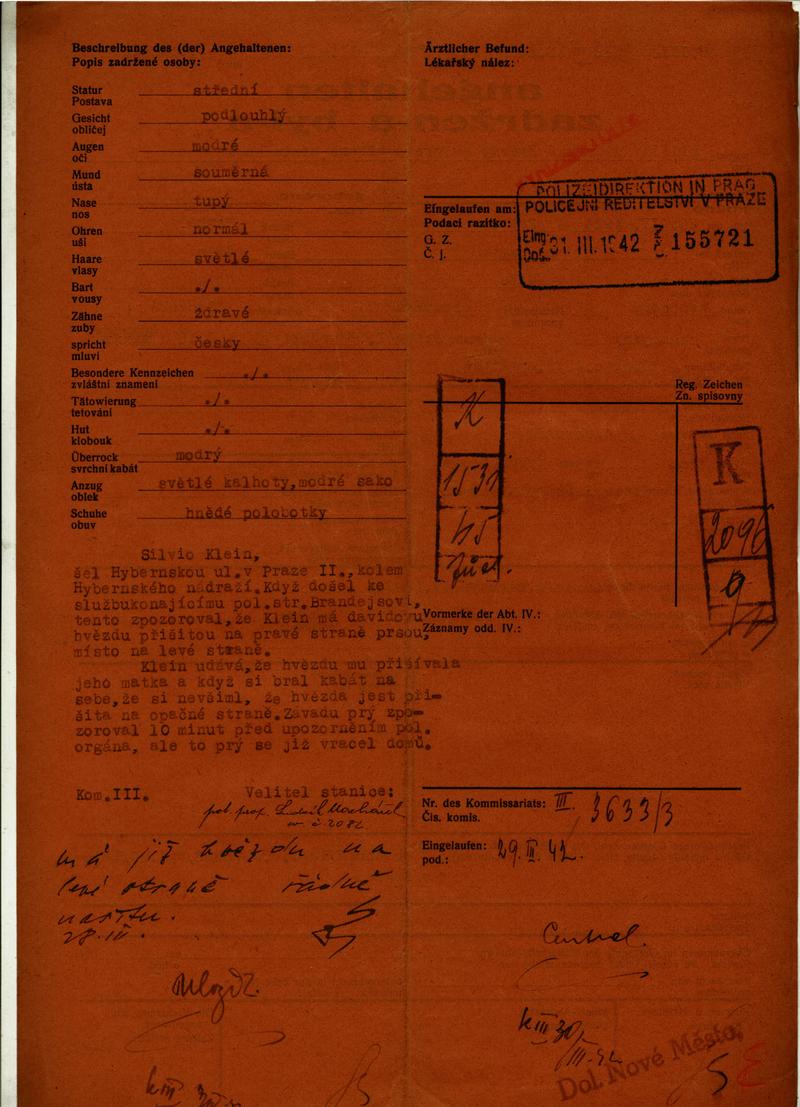 Beschreibung des (der) Angehaltenen:
Popis zadržené osoby:
Statur střední
Postava
Gesicht podlouhlý
obličej
Augen modré
oči
Mund souměrná
ústa
Nase tupý
nos
Ohren normál
uši
Haare světlé
vlasy
Bart ./.
vousy
Zähne zdravé
zuby
spricht česky
mluví
Besondere Kennzeichen ./.
zvláštní znamení
Tätowierung ./.
tetování
Hut ./.
klobouk
Überrock modrý
svrchní kabát
Anzug světlé kalhoty,modré sako
oblek
Schuhe hnědé polobotky
obuv
Silvio Klein,
šel Hybernskou ul.v Praze II.,kolem
Hybernského nádraží.Když došel ke
službukonajícímu pol.str.Brandejsovi,
tento zpozoroval,že Klein má davidovu
hvězdu přišitou na pravé straně prsou,
místo na levé straně.
Klein udává,že hvězdu mu přišívala
jeho matka a když si bral kabát na
sebe,že si nevšiml, že hvězda jest při-
šita na opačné straně.Závadu prý zpo-
zoroval 10 minut před upozorněním pol.
orgána, ale to prý se již vracel domů.
Kom.III. Velitel stanice:
má již hvězdu na
levé straně řádně
našitu.
28.III.
Ärztlicher Befund:
Lékařský nález:
Eingelaufen am:
Podací razítko:
G. Z.
Č. j.
POLIZEIDIREKTION IN PRAG
POLICEJNÍ ŘEDITELSTVÍ V PRAZE
Eing. 31. III. 1942 Z 155721
Doš. Č
Reg. Zeichen
Zn. spisovny
K
1531
45
K
2096
9
Vormerke der Abt. IV.:
Záznamy odd. IV.:
Nr. des Kommissariats: III. 3633/3
Čís. komis.
Eingelaufen: 29. III. 42.
pod.:
K III 30/
III-42
Dol. Nové Město.